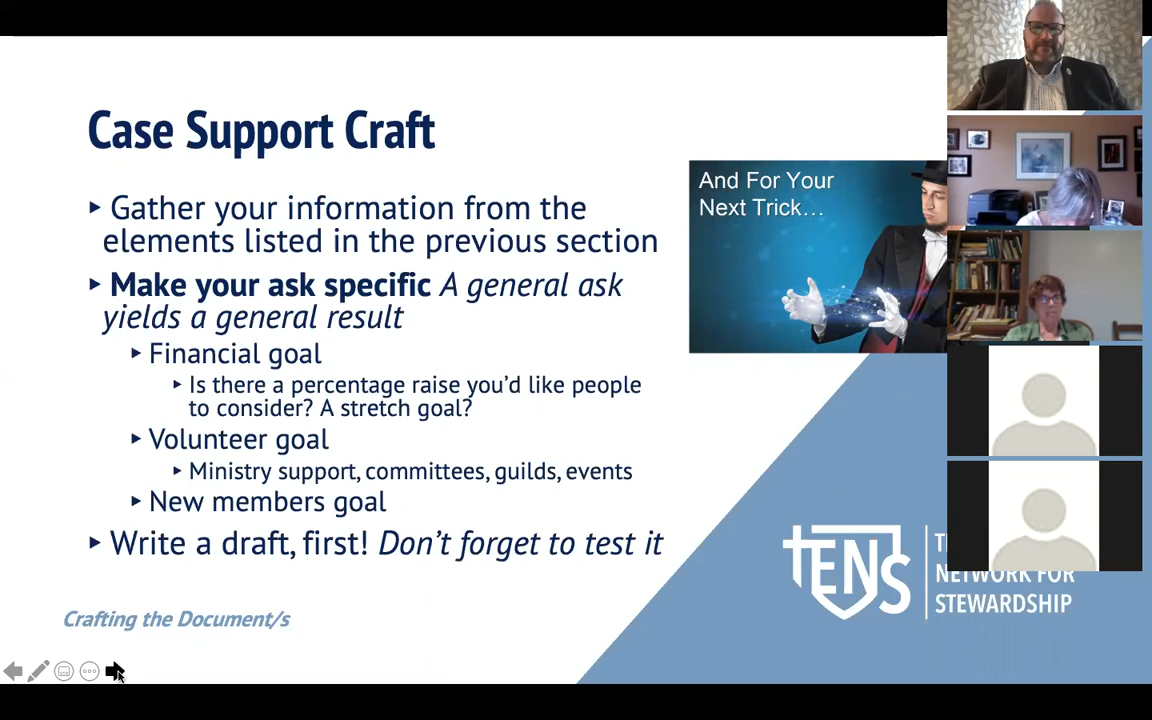 Case Support Craft
Gather your information from the
elements listed in the previous section
Make your ask specific A general ask
yields a general result
Financial goal
Is there a percentage raise you'd like people
to consider? A stretch goal?
Volunteer goal
Ministry support, committees, guilds, events
New members goal
Write a draft, first! Don't forget to test it
And For Your
Next Trick...
tENS
NETWORK FOR
STEWARDSHIP
Crafting the Document/s